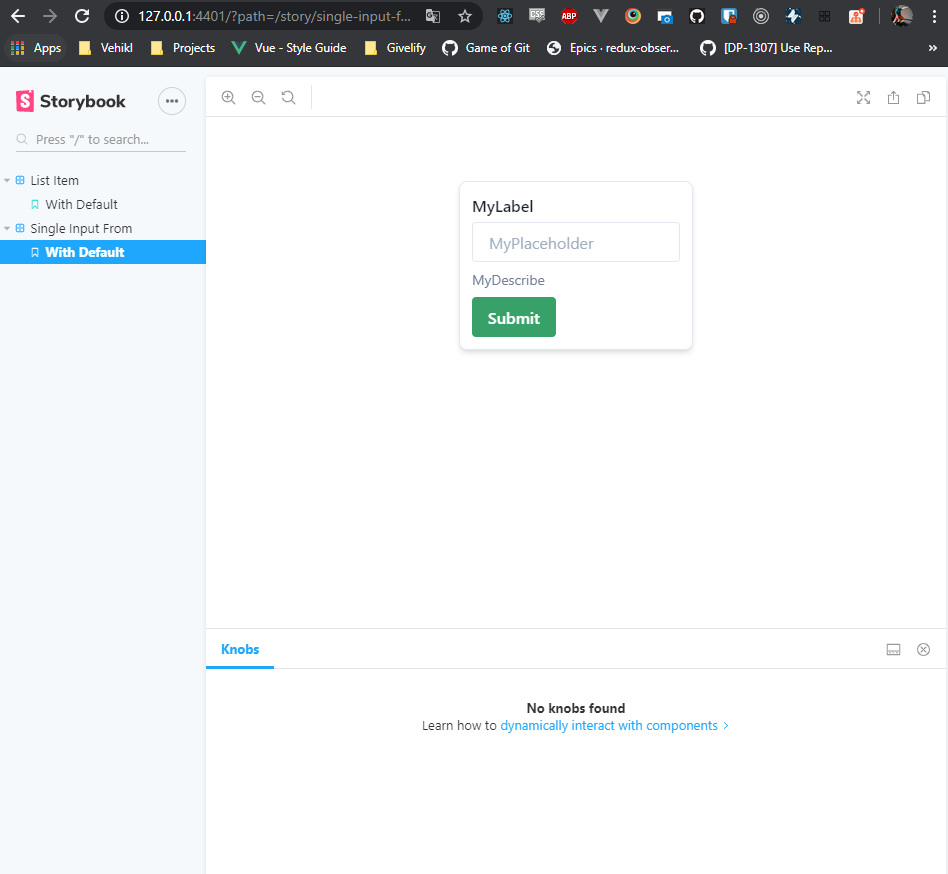 127.0.0.1:4401/?path=/story/single-input-f...
CSS
ABP
Apps
Vehikl
Projects
Vue - Style Guide
Givelify
Game of Git
Epics · redux-obser...
[DP-1307] Use Rep...
»
S Storybook
Press "/" to search...
List Item
With Default
Single Input From
With Default
MyLabel
MyPlaceholder
MyDescribe
Submit
Knobs
No knobs found
Learn how to dynamically interact with components